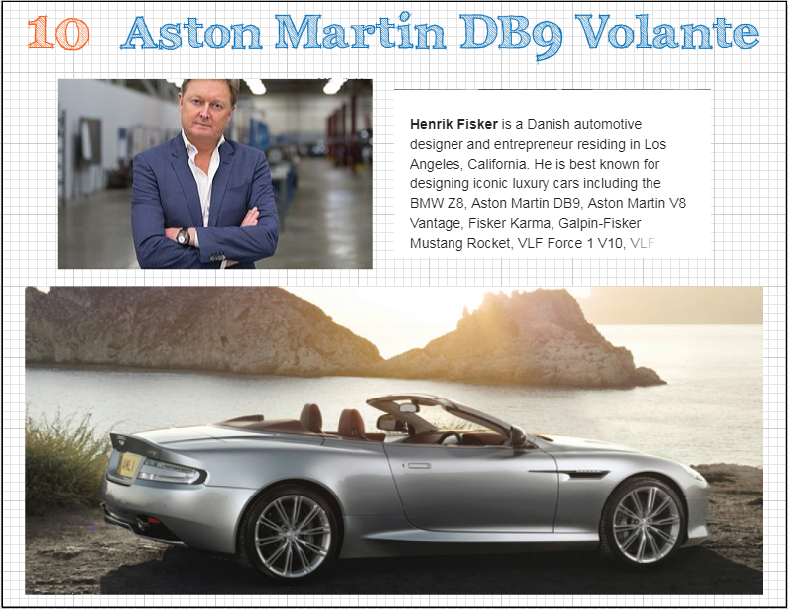 10 Aston Martin DB9 Volante
Henrik Fisker is a Danish automotive
designer and entrepreneur residing in Los
Angeles, California. He is best known for
designing iconic luxury cars including the
BMW Z8, Aston Martin DB9, Aston Martin V8
Vantage, Fisker Karma, Galpin-Fisker
Mustang Rocket, VLF Force 1 V10, VLF